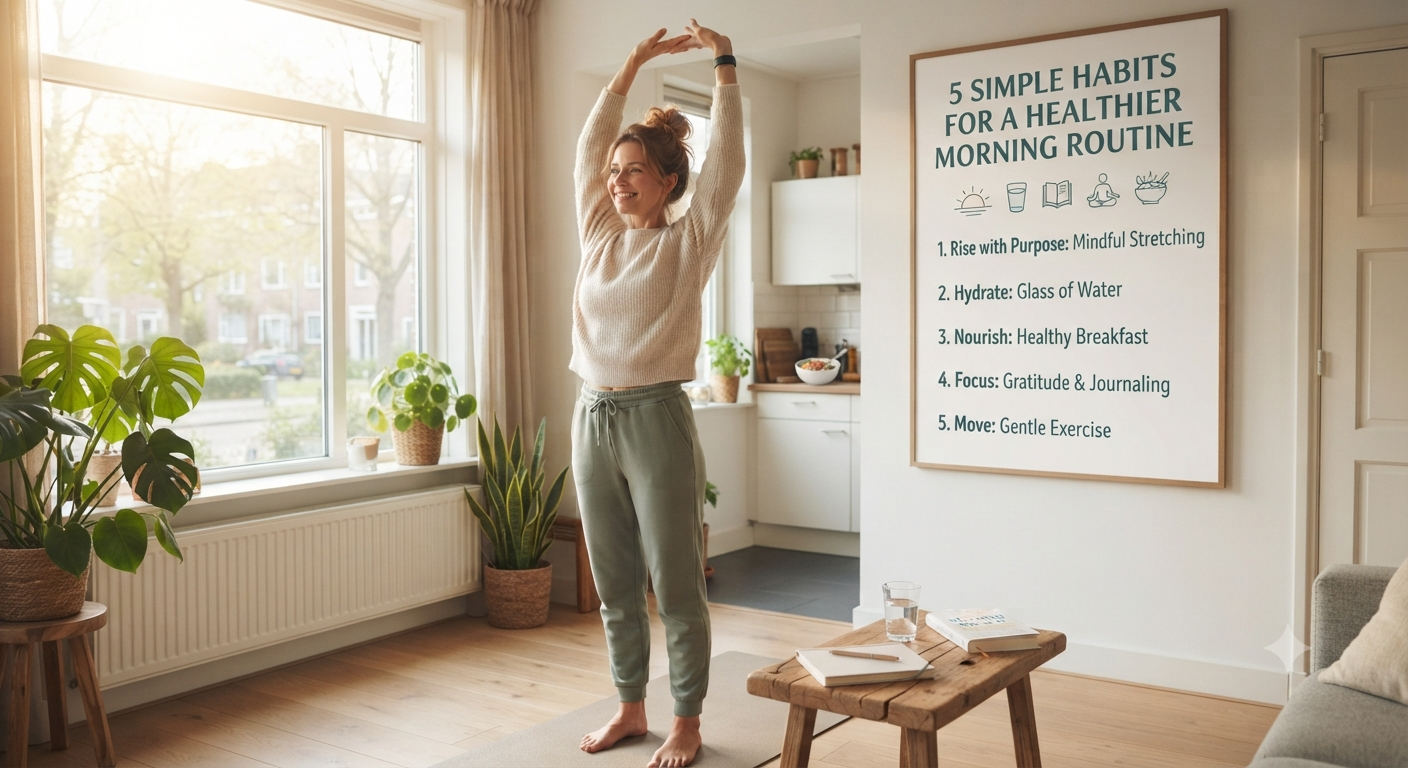 5 SIMPLE HABITS
FOR A HEALTHIER
MORNING ROUTINE
1. Rise with Purpose: Mindful Stretching
2. Hydrate: Glass of Water
3. Nourish: Healthy Breakfast
4. Focus: Gratitude & Journaling
5. Move: Gentle Exercise